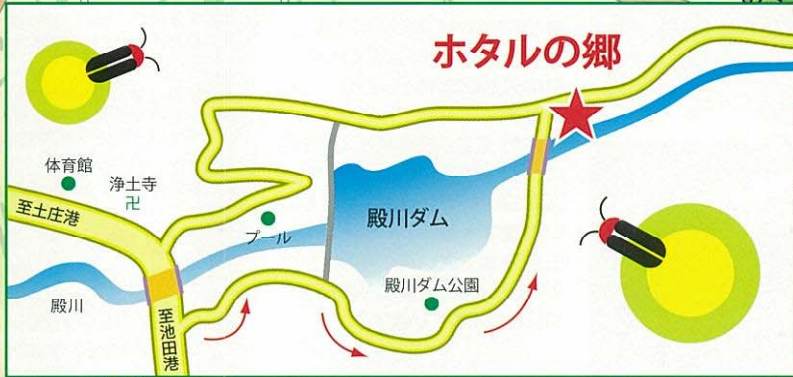 ホタルの郷
体育館
浄土寺
卍
至土庄港
プール
殿川ダム
殿川ダム公園
殿川
至池田港